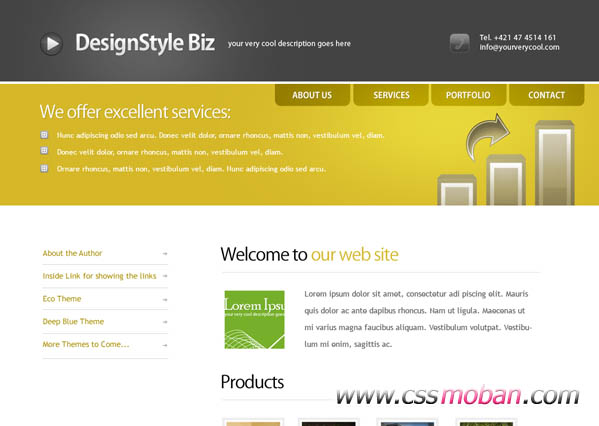 DesignStyle Biz
your very cool description goes here
Tel. +421 47 4514 161
info@yourverycool.com
ABOUT US
SERVICES
PORTFOLIO
CONTACT
We offer excellent services:
Nunc adipiscing odio sed arcu. Donec velit dolor, ornare rhoncus, mattis non, vestibulum vel, diam.
Donec velit dolor, ornare rhoncus, mattis non, vestibulum vel, diam.
Ornare rhoncus, mattis non, vestibulum vel, diam. Nunc adipiscing odio sed arcu.
About the Author
Inside Link for showing the links
Eco Theme
Deep Blue Theme
More Themes to Come...
Welcome to our web site
Lorem Ipsu
your very cool description goes
Lorem ipsum dolor sit amet, consectetur adi piscing elit. Mauris
quis dolor ac ante dapibus rhoncus. Nam ut ligula. Maecenas ut
mi varius magna faucibus aliquam. Vestibulum volutpat. Vestibu-
lum mi enim, sagittis ac.
Products
www.cssmoban.com